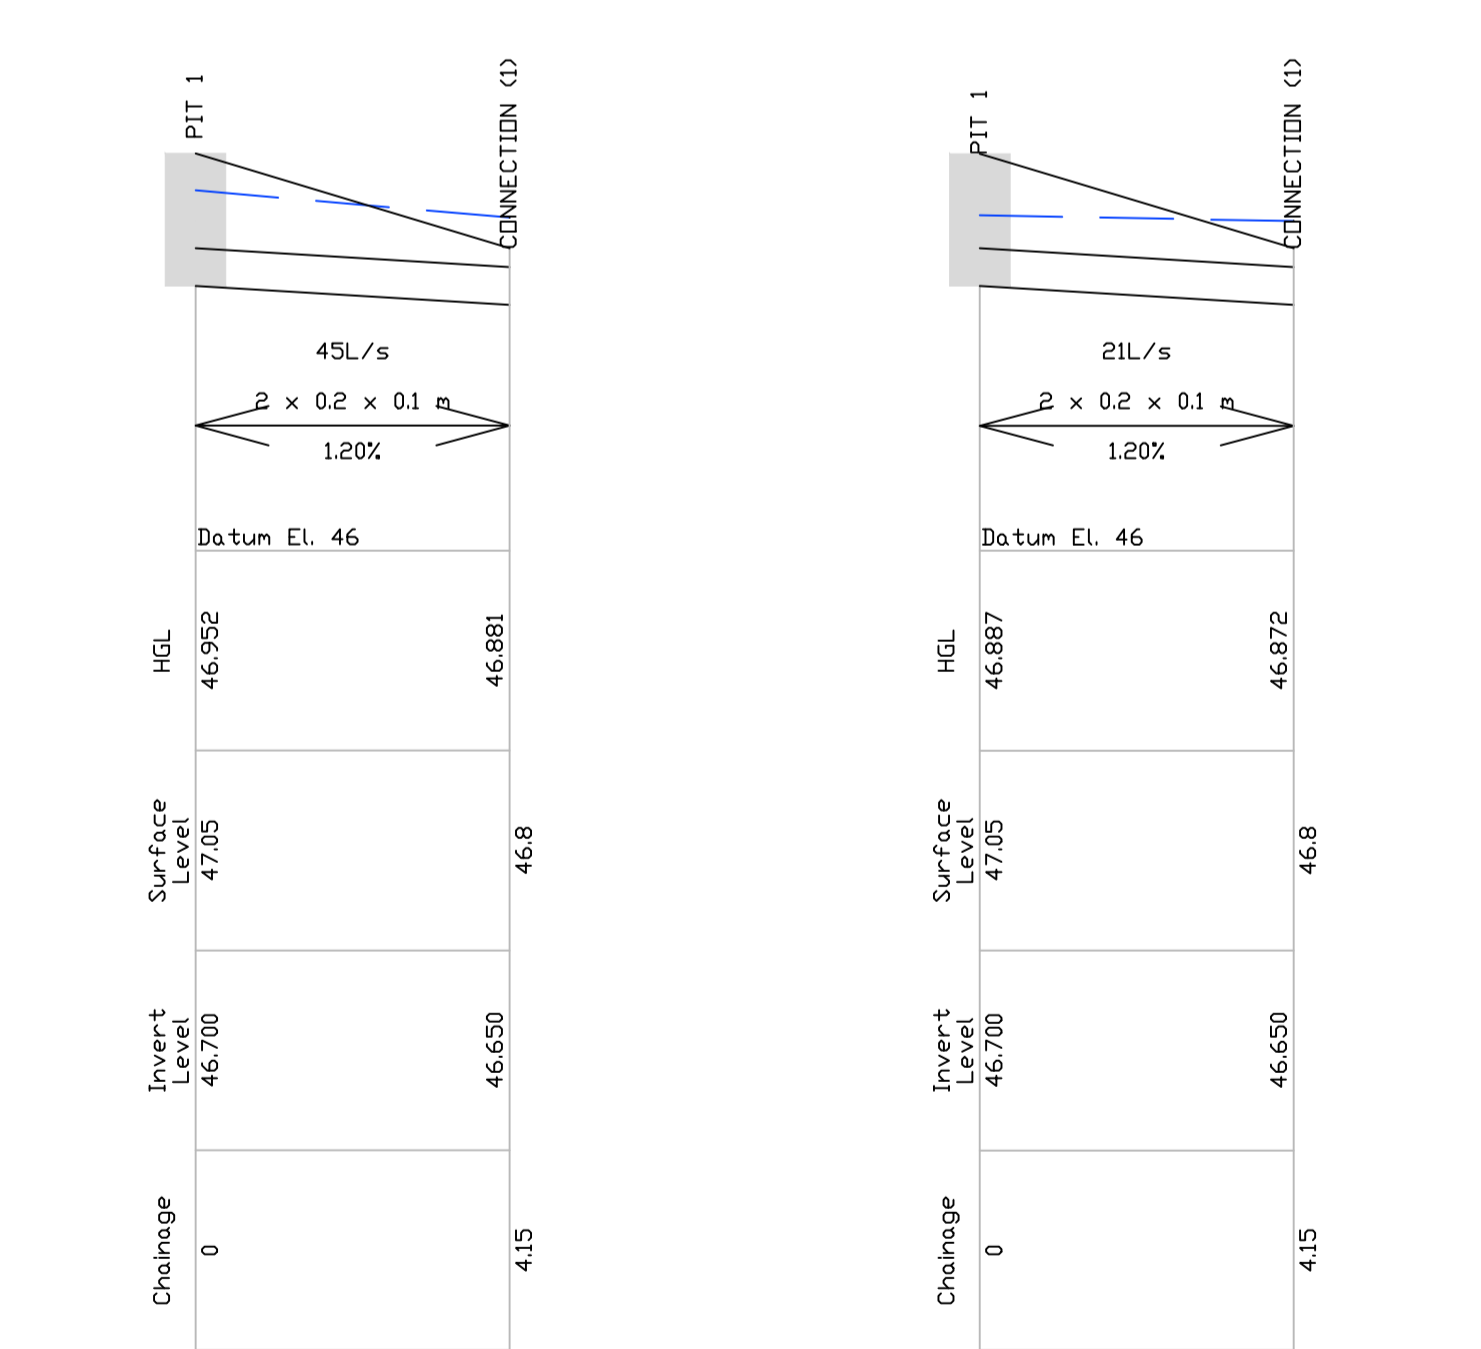 PIT 1
CONNECTION (1)
45L/s
2 x 0.2 x 0.1 m
1.20%
Datum El. 46
HGL
46.952
46.881
Surface
Level
47.05
46.8
Invert
Level
46.700
46.650
Chainage
0
4.15
PIT 1
CONNECTION (1)
21L/s
2 x 0.2 x 0.1 m
1.20%
Datum El. 46
HGL
46.887
46.872
Surface
Level
47.05
46.8
Invert
Level
46.700
46.650
Chainage
0
4.15